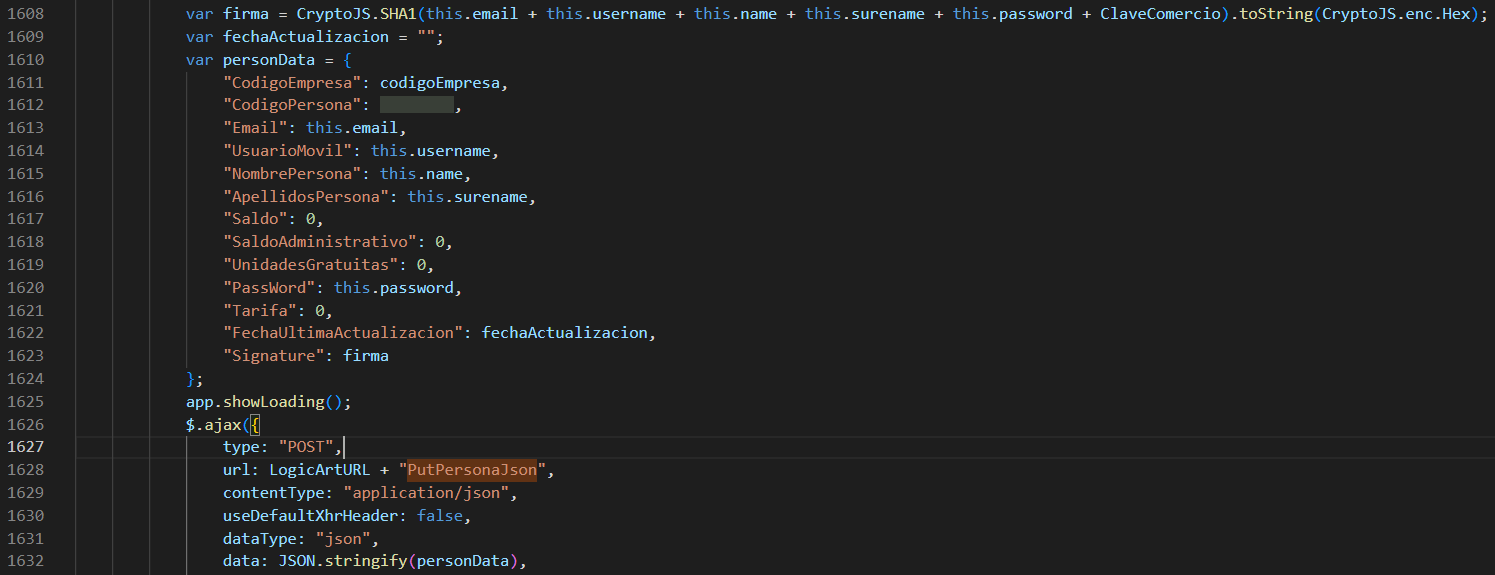 1608 var firma = CryptoJS.SHA1(this.email + this.username + this.name + this.surename + this.password + ClaveComercio).toString(CryptoJS.enc.Hex);
1609 var fechaActualizacion = "";
1610 var personData = {
1611 "CodigoEmpresa": codigoEmpresa,
1612 "CodigoPersona": ,
1613 "Email": this.email,
1614 "UsuarioMovil": this.username,
1615 "NombrePersona": this.name,
1616 "ApellidosPersona": this.surename,
1617 "Saldo": 0,
1618 "SaldoAdministrativo": 0,
1619 "UnidadesGratuitas": 0,
1620 "PassWord": this.password,
1621 "Tarifa": 0,
1622 "FechaUltimaActualizacion": fechaActualizacion,
1623 "Signature": firma
1624 };
1625 app.showLoading();
1626 $.ajax({
1627 type: "POST",
1628 url: LogicArtURL + "PutPersonaJson",
1629 contentType: "application/json",
1630 useDefaultXhrHeader: false,
1631 dataType: "json",
1632 data: JSON.stringify(personData),